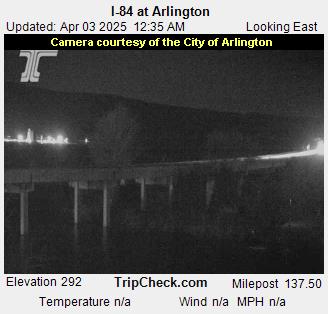 I-84 at Arlington
Updated: Apr 03 2025 12:35 AM Looking East
Camera courtesy of the City of Arlington
Elevation 292 TripCheck.com Milepost 137.50
Temperature n/a Wind n/a MPH n/a